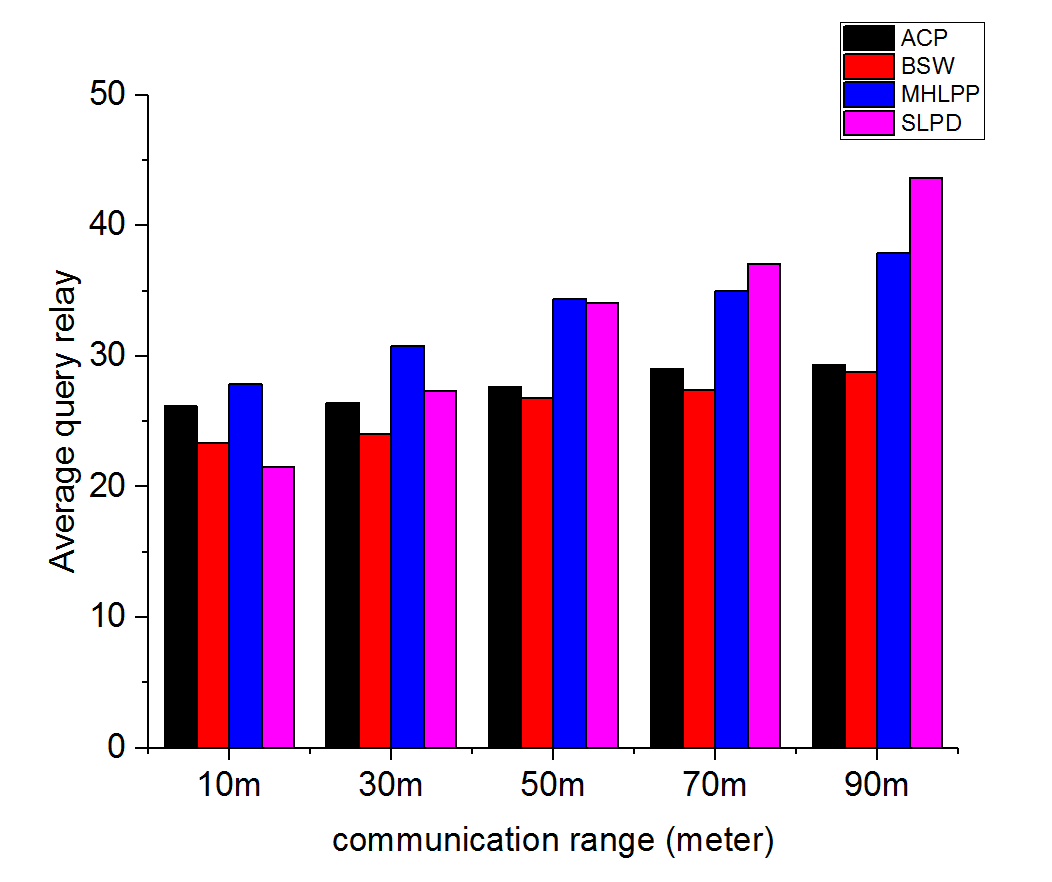 ACP
BSW
MHLPP
SLPD
50
40
30
20
10
0
Average query relay
10m 30m 50m 70m 90m
communication range (meter)